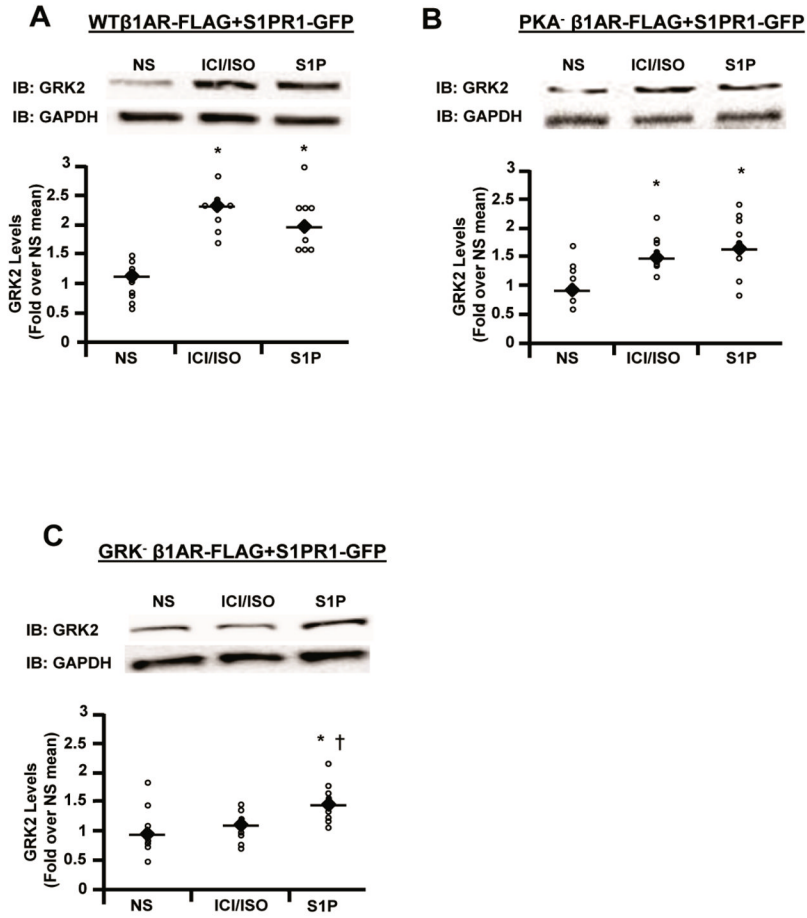 A
WTβ1AR-FLAG+S1PR1-GFP
NS ICI/ISO S1P
IB: GRK2
IB: GAPDH
* *
GRK2 Levels
(Fold over NS mean)
3
2.5
2
1.5
1
0.5
0
NS ICI/ISO S1P
B
PKA- β1AR-FLAG+S1PR1-GFP
NS ICI/ISO S1P
IB: GRK2
IB: GAPDH
* *
GRK2 Levels
(Fold over NS mean)
3
2.5
2
1.5
1
0.5
0
NS ICI/ISO S1P
C
GRK- β1AR-FLAG+S1PR1-GFP
NS ICI/ISO S1P
IB: GRK2
IB: GAPDH
* †
GRK2 Levels
(Fold over NS mean)
3
2.5
2
1.5
1
0.5
0
NS ICI/ISO S1P